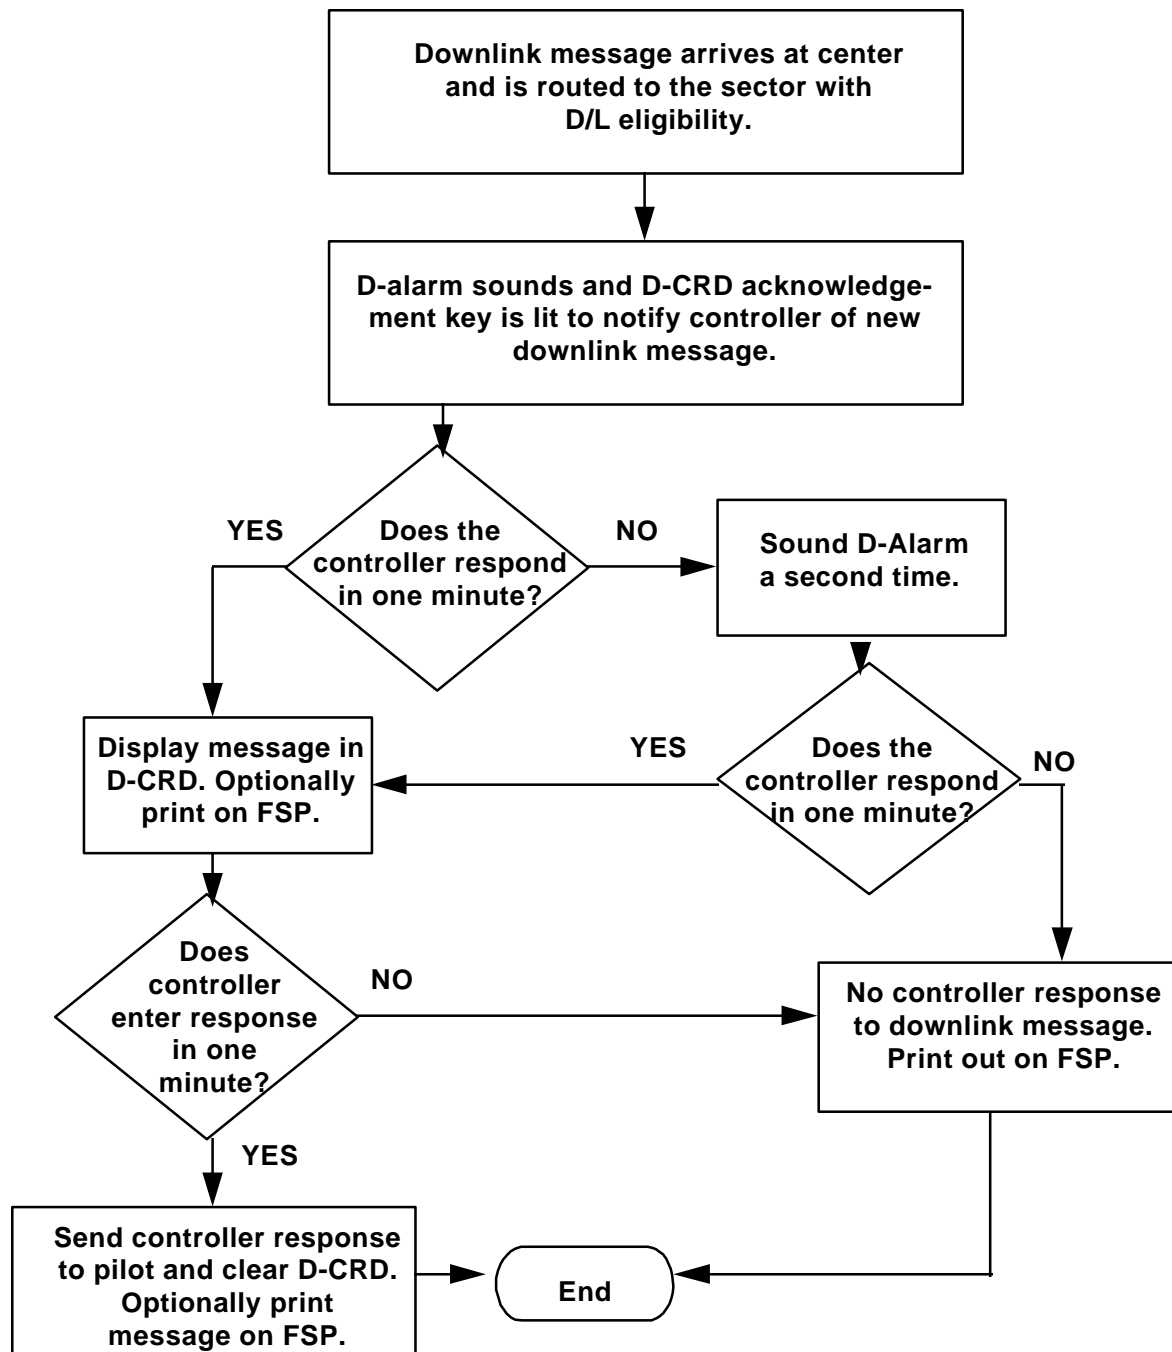 Downlink message arrives at center
and is routed to the sector with
D/L eligibility.
D-alarm sounds and D-CRD acknowledge-
ment key is lit to notify controller of new
downlink message.
YES
Does the
controller respond
in one minute?
NO
Sound D-Alarm
a second time.
Display message in
D-CRD. Optionally
print on FSP.
YES
Does the
controller respond
in one minute?
NO
Does
controller
enter response
in one
minute?
NO
No controller response
to downlink message.
Print out on FSP.
YES
Send controller response
to pilot and clear D-CRD.
Optionally print
message on FSP.
End